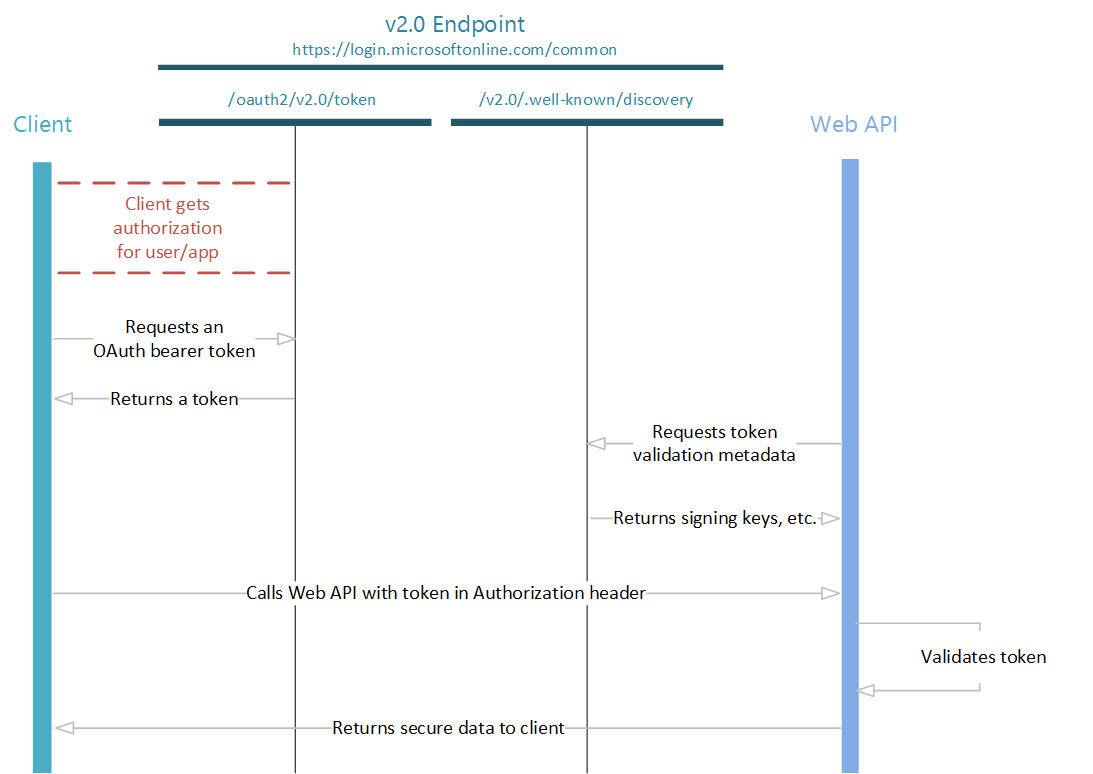 v2.0 Endpoint
https://login.microsoftonline.com/common
/oauth2/v2.0/token
/v2.0/.well-known/discovery
Client
Web API
Client gets
authorization
for user/app
Requests an
OAuth bearer token
Returns a token
Requests token
validation metadata
Returns signing keys, etc.
Calls Web API with token in Authorization header
Validates token
Returns secure data to client